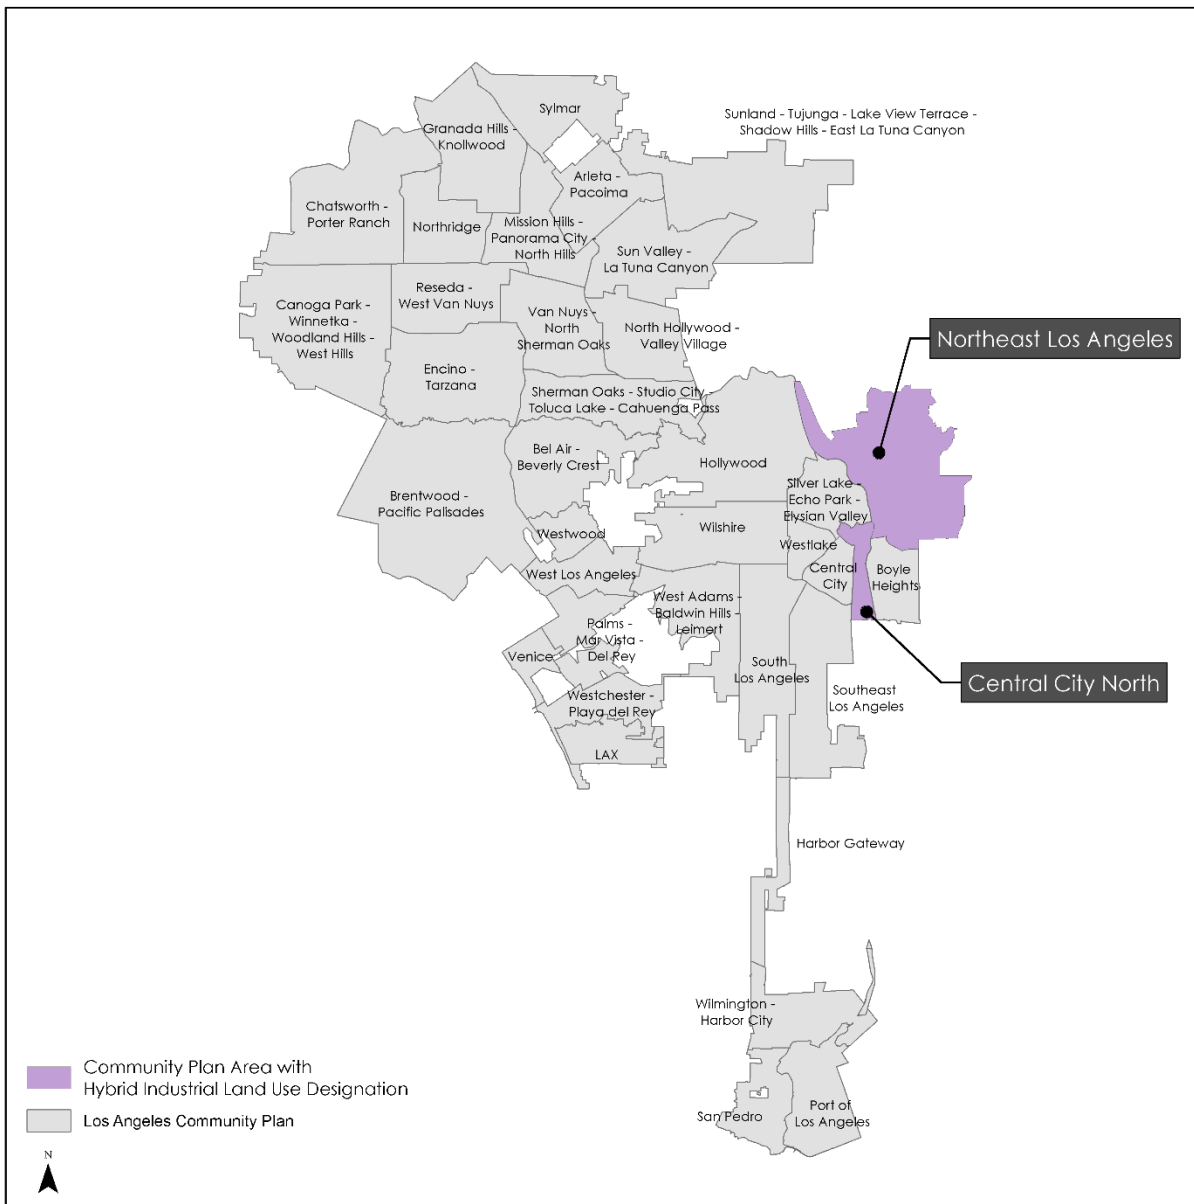 Sylmar
Granada Hills -
Knollwood
Sunland - Tujunga - Lake View Terrace -
Shadow Hills - East La Tuna Canyon
Arleta -
Pacoima
Chatsworth -
Porter Ranch
Northridge
Mission Hills -
Panorama City -
North Hills
Sun Valley -
La Tuna Canyon
Canoga Park -
Winnetka -
Woodland Hills -
West Hills
Reseda -
West Van Nuys
Van Nuys -
North
Sherman Oaks
North Hollywood -
Valley Village
Northeast Los Angeles
Encino -
Tarzana
Sherman Oaks - Studio City -
Toluca Lake - Cahuenga Pass
Bel Air -
Beverly Crest
Hollywood
Brentwood -
Pacific Palisades
Silver Lake -
Echo Park -
Elysian Valley
Westwood
Wilshire
Westlake
Central
City
Boyle
Heights
West Los Angeles
West Adams -
Baldwin Hills -
Leimert
Palms -
Mar Vista -
Del Rey
Venice
South
Los Angeles
Central City North
Westchester -
Playa del Rey
Southeast
Los Angeles
LAX
Harbor Gateway
Wilmington -
Harbor City
San Pedro
Port of
Los Angeles
Community Plan Area with
Hybrid Industrial Land Use Designation
Los Angeles Community Plan
N